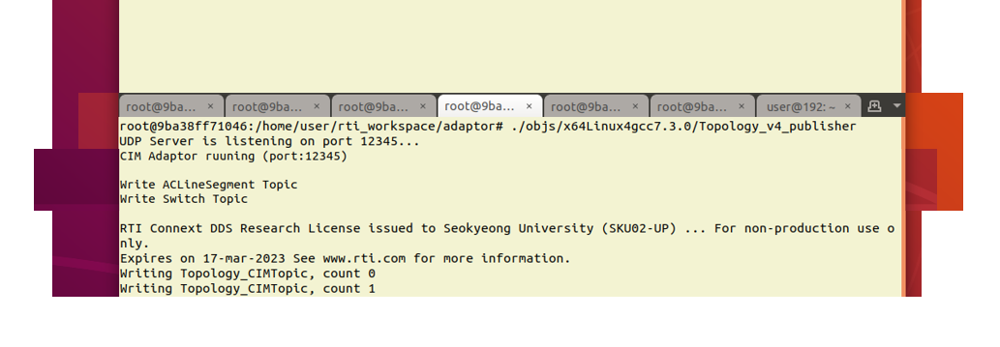 root@9ba... × root@9ba... × root@9ba... × root@9ba... × root@9ba... × root@9ba... × user@192: ~ ×
root@9ba38ff71046:/home/user/rti_workspace/adaptor# ./objs/x64Linux4gcc7.3.0/Topology_v4_publisher
UDP Server is listening on port 12345...
CIM Adaptor ruuning (port:12345)
Write ACLineSegment Topic
Write Switch Topic
RTI Connext DDS Research License issued to Seokyeong University (SKU02-UP) ... For non-production use o
nly.
Expires on 17-mar-2023 See www.rti.com for more information.
Writing Topology_CIMTopic, count 0
Writing Topology_CIMTopic, count 1